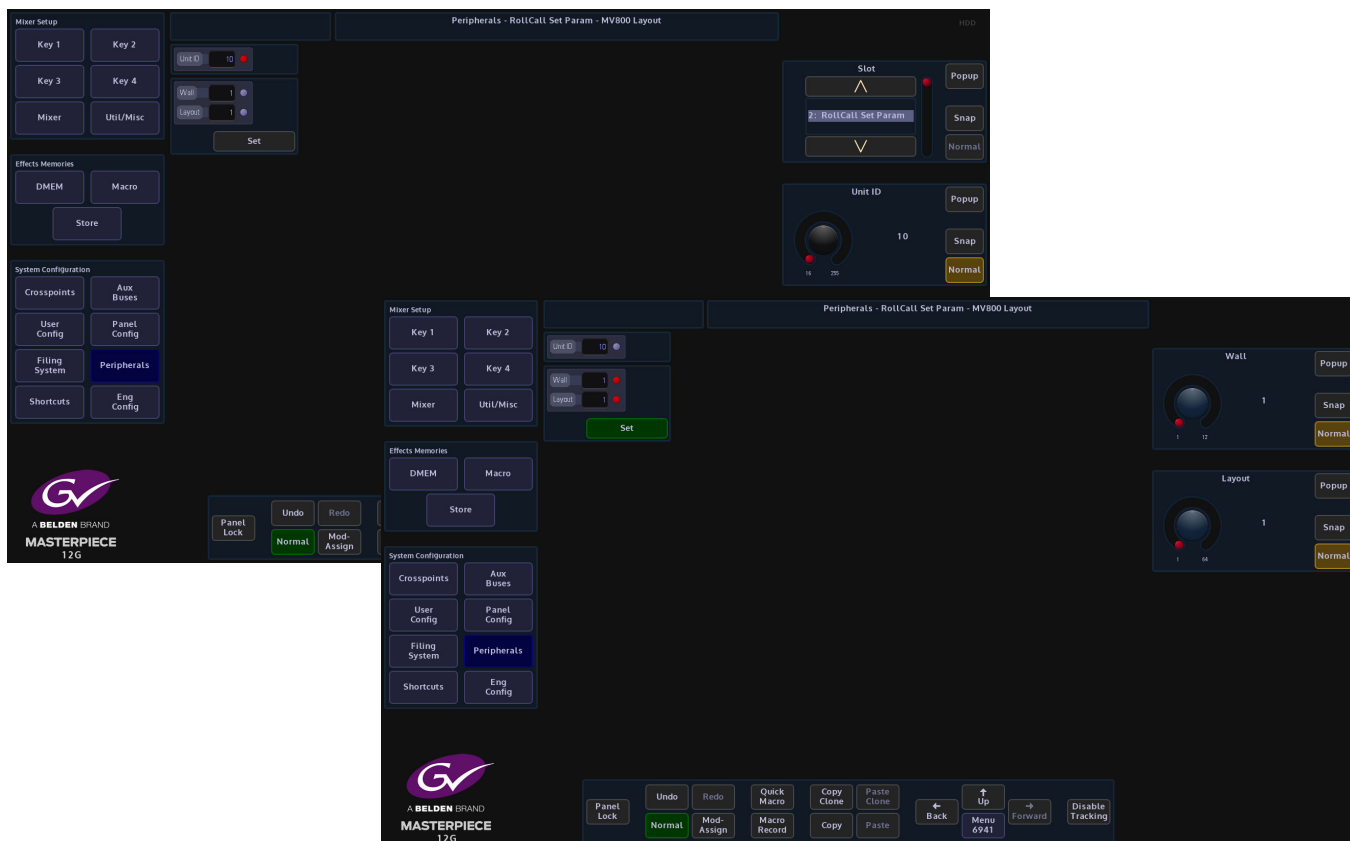 Mixer Setup
Key 1
Key 2
Key 3
Key 4
Mixer
Util/Misc
Effects Memories
DMEM
Macro
Store
System Configuration
Crosspoints
Aux
Buses
User
Config
Panel
Config
Filing
System
Peripherals
Shortcuts
Eng
Config
GV
A BELDEN BRAND
MASTERPIECE
12G
Peripherals - RollCall Set Param - MV800 Layout
HDD
Unit ID 10
Wall 1
Layout 1
Set
Slot
Popup
2: RollCall Set Param
Snap
Normal
Unit ID
Popup
10
Snap
Normal
16 255
Panel
Lock
Undo
Redo
Normal
Mod-
Assign
Mixer Setup
Key 1
Key 2
Key 3
Key 4
Mixer
Util/Misc
Effects Memories
DMEM
Macro
Store
System Configuration
Crosspoints
Aux
Buses
User
Config
Panel
Config
Filing
System
Peripherals
Shortcuts
Eng
Config
GV
A BELDEN BRAND
MASTERPIECE
12G
Peripherals - RollCall Set Param - MV800 Layout
Unit ID 10
Wall 1
Layout 1
Set
Wall
Popup
1
Snap
Normal
1 12
Layout
Popup
1
Snap
Normal
1 64
Panel
Lock
Undo
Redo
Normal
Mod-
Assign
Quick
Macro
Macro
Record
Copy
Clone
Paste
Clone
Copy
Paste
Back
Up
Menu
6941
Forward
Disable
Tracking